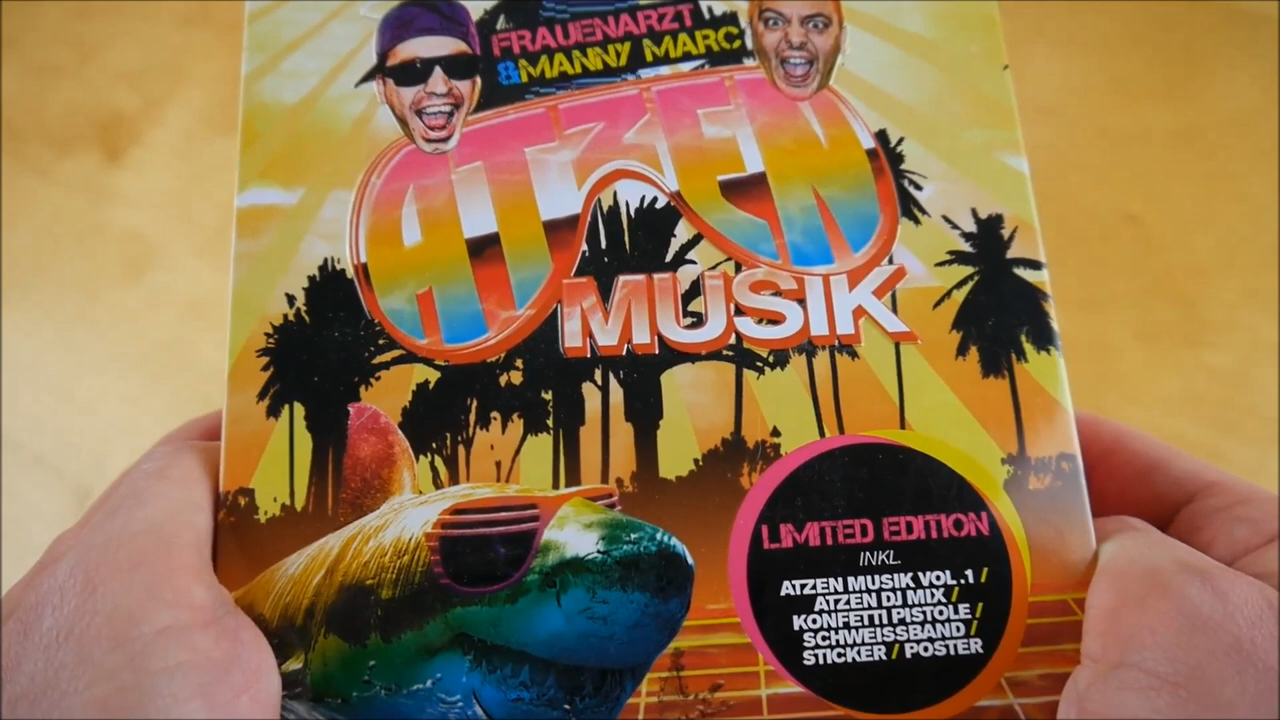 FRAUENARZT
&MANNY MARC
ATZEN
MUSIK
LIMITED EDITION
INKL.
ATZEN MUSIK VOL.1 /
ATZEN DJ MIX /
KONFETTI PISTOLE /
SCHWEISSBAND /
STICKER / POSTER